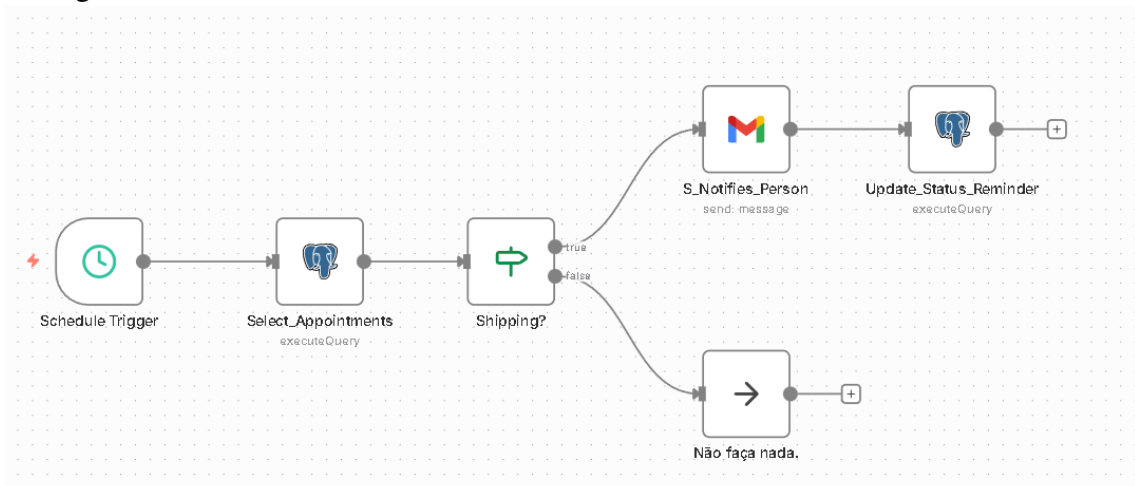 S_Notifies_Person
send: message
Update_Status_Reminder
executeQuery
true
false
Schedule Trigger
Select_Appointments
executeQuery
Shipping?
Não faça nada.